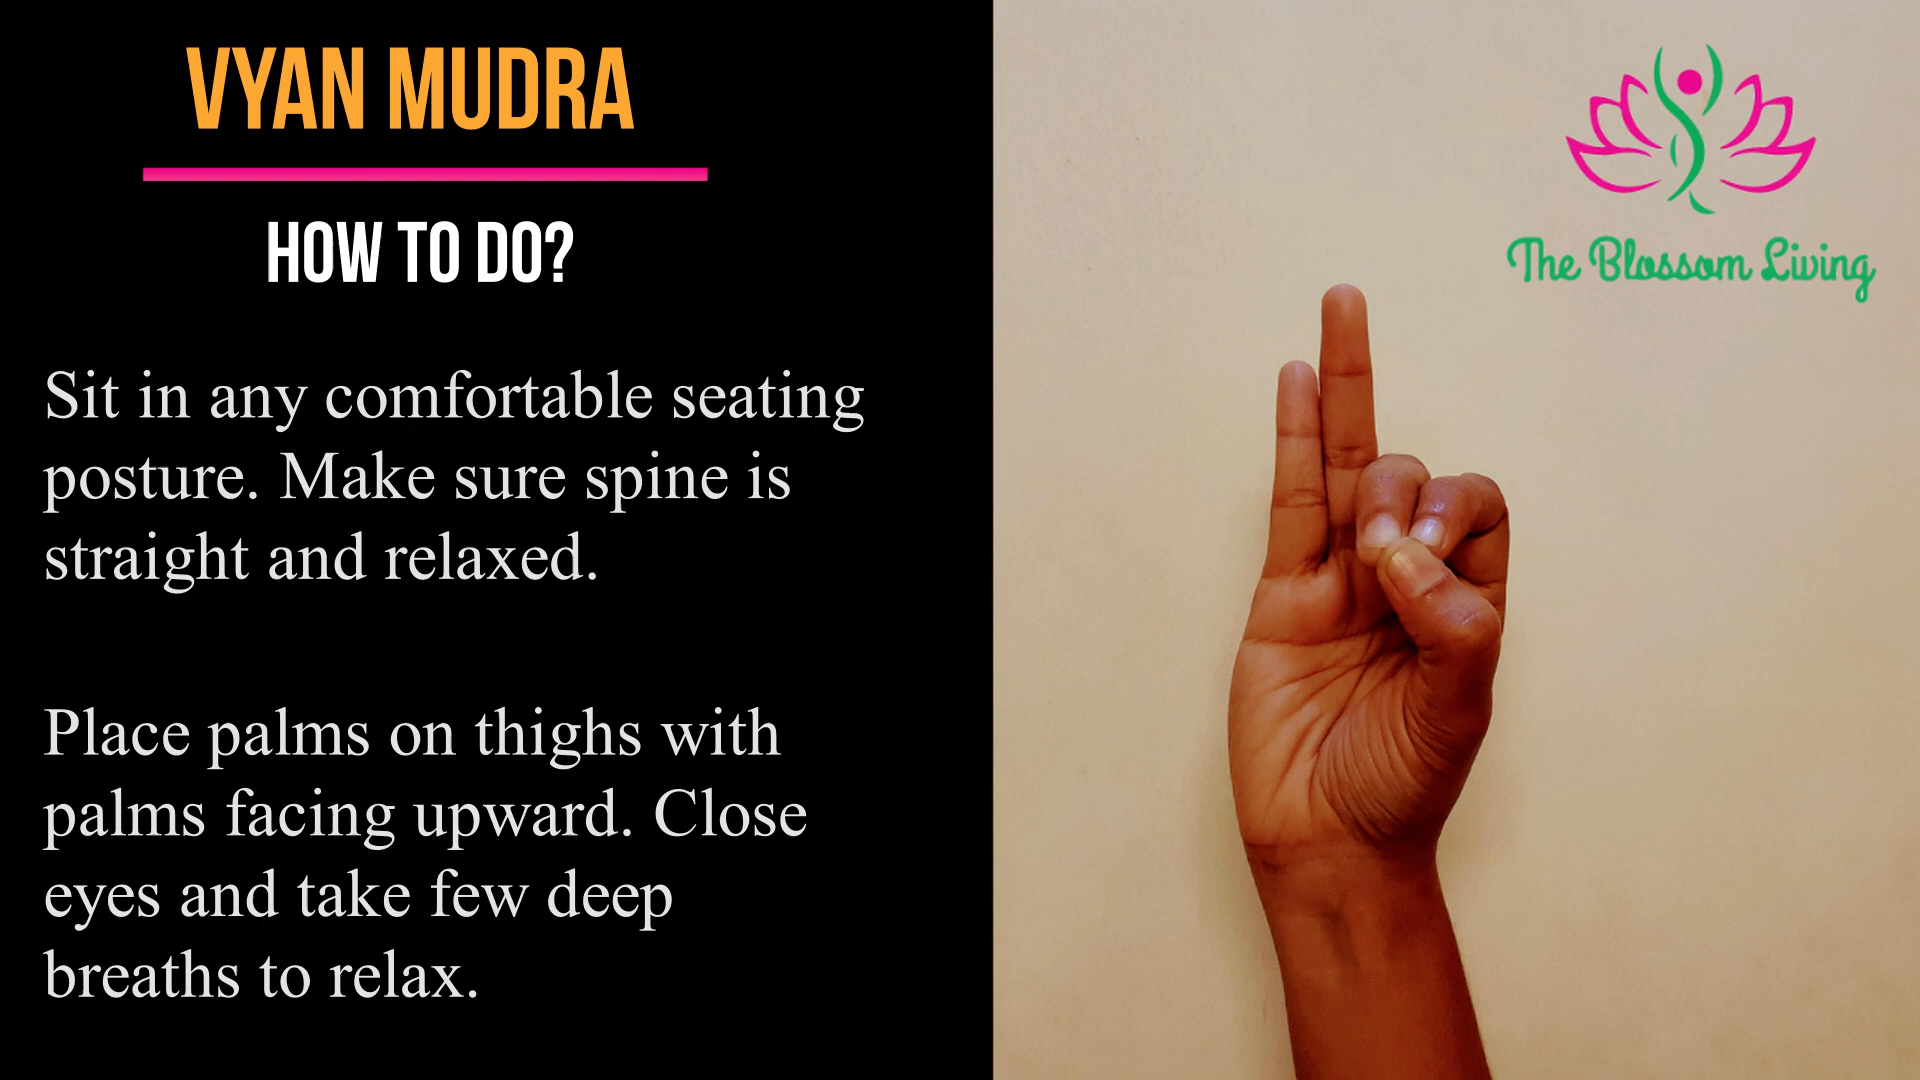 VYAN MUDRA
HOW TO DO?
Sit in any comfortable seating
posture. Make sure spine is
straight and relaxed.
Place palms on thighs with
palms facing upward. Close
eyes and take few deep
breaths to relax.
The Blossom Living